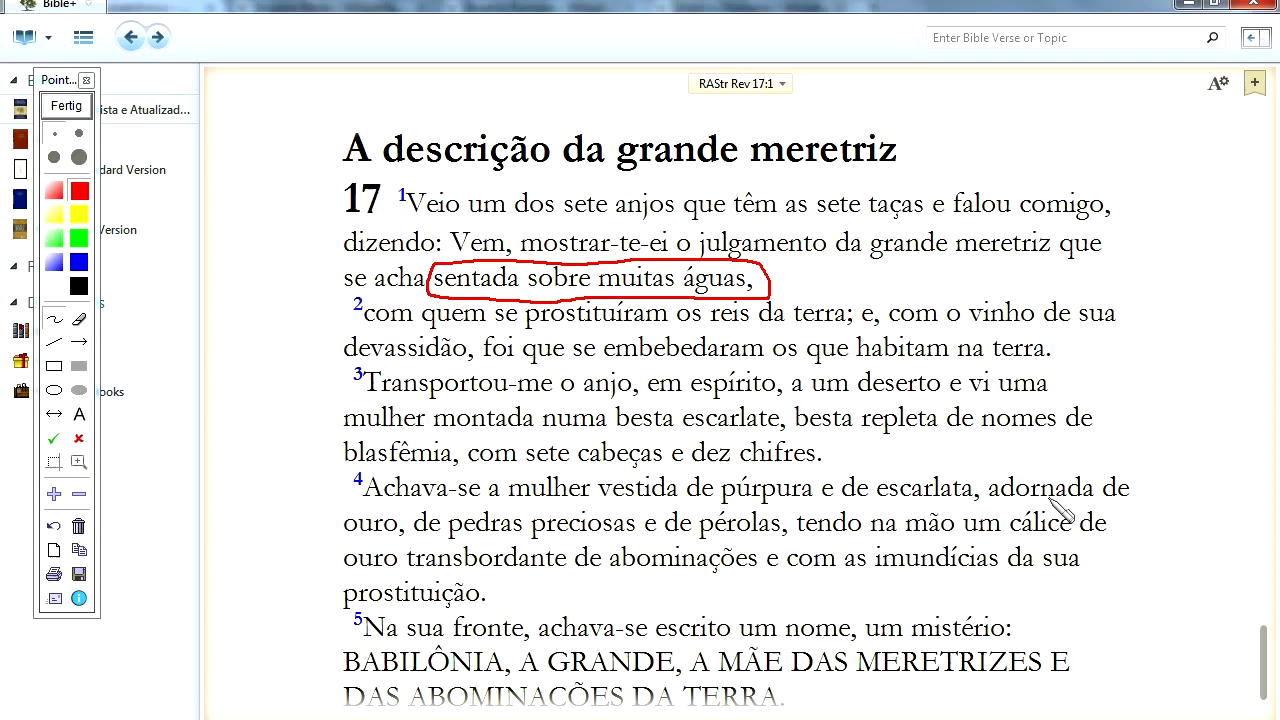 Bible+
Enter Bible Verse or Topic
Point...
Fertig
RAStr Rev 17:1
ista e Atualizad...
dard Version
Version
ooks
A descrição da grande meretriz
17 1Veio um dos sete anjos que têm as sete taças e falou comigo,
dizendo: Vem, mostrar-te-ei o julgamento da grande meretriz que
se acha sentada sobre muitas águas,
2com quem se prostituíram os reis da terra; e, com o vinho de sua
devassidão, foi que se embebedaram os que habitam na terra.
3Transportou-me o anjo, em espírito, a um deserto e vi uma
mulher montada numa besta escarlate, besta repleta de nomes de
blasfêmia, com sete cabeças e dez chifres.
4Achava-se a mulher vestida de púrpura e de escarlata, adornada de
ouro, de pedras preciosas e de pérolas, tendo na mão um cálice de
ouro transbordante de abominações e com as imundícias da sua
prostituição.
5Na sua fronte, achava-se escrito um nome, um mistério:
BABILÔNIA, A GRANDE, A MÃE DAS MERETRIZES E
DAS ABOMINAÇÕES DA TERRA.